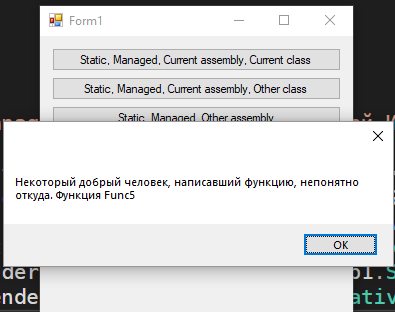 Form1
Static, Managed, Current assembly, Current class
Static, Managed, Current assembly, Other class
Static, Managed, Other assembly
Некоторый добрый человек, написавший функцию, непонятно
откуда. Функция Func5
OK